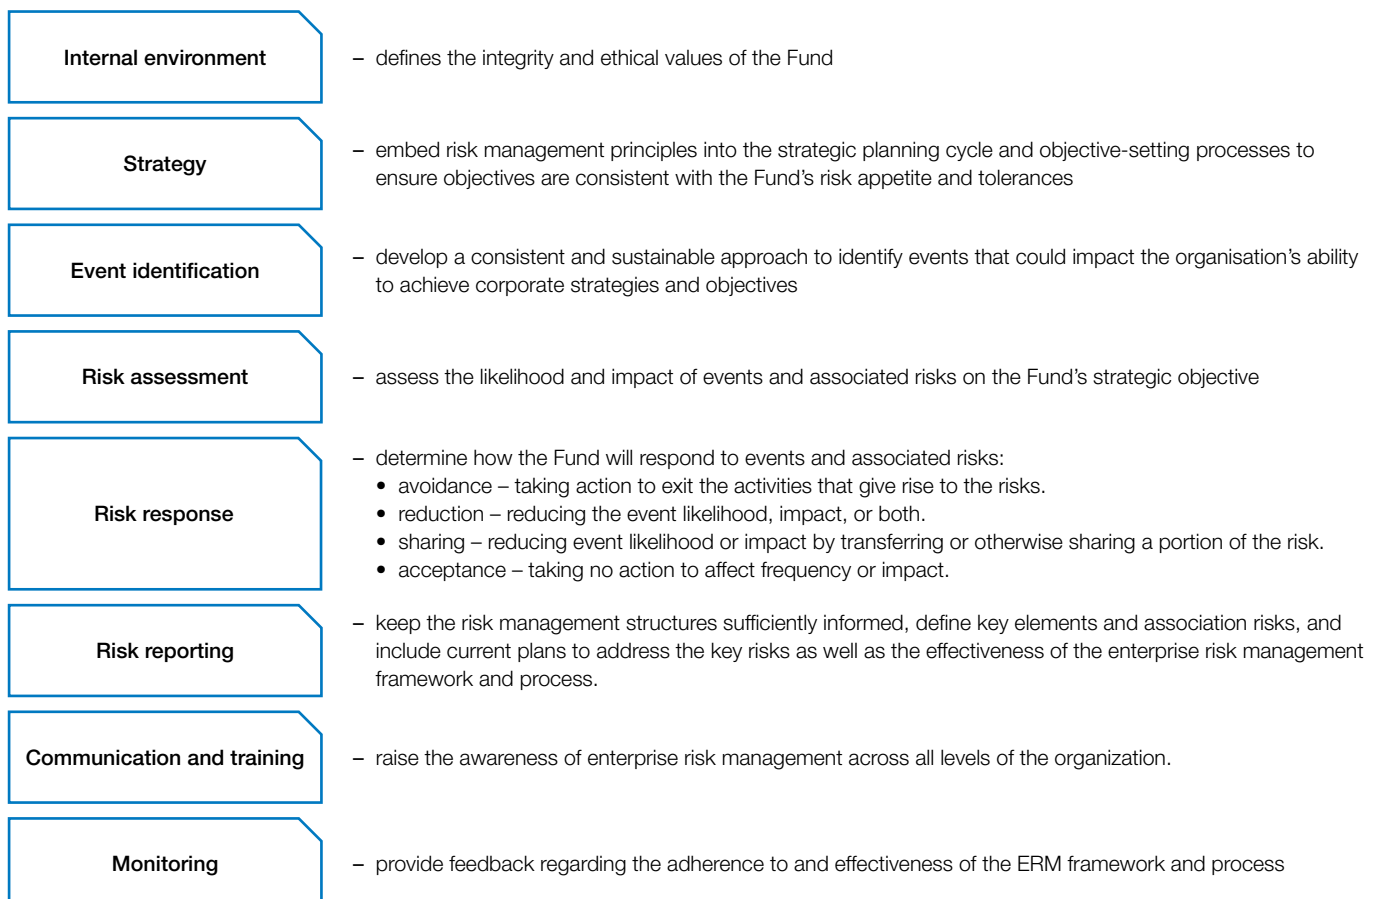 Internal environment
– defines the integrity and ethical values of the Fund
Strategy
– embed risk management principles into the strategic planning cycle and objective-setting processes to
ensure objectives are consistent with the Fund’s risk appetite and tolerances
Event identification
– develop a consistent and sustainable approach to identify events that could impact the organisation’s ability
to achieve corporate strategies and objectives
Risk assessment
– assess the likelihood and impact of events and associated risks on the Fund’s strategic objective
Risk response
– determine how the Fund will respond to events and associated risks:
• avoidance – taking action to exit the activities that give rise to the risks.
• reduction – reducing the event likelihood, impact, or both.
• sharing – reducing event likelihood or impact by transferring or otherwise sharing a portion of the risk.
• acceptance – taking no action to affect frequency or impact.
Risk reporting
– keep the risk management structures sufficiently informed, define key elements and association risks, and
include current plans to address the key risks as well as the effectiveness of the enterprise risk management
framework and process.
Communication and training
– raise the awareness of enterprise risk management across all levels of the organization.
Monitoring
– provide feedback regarding the adherence to and effectiveness of the ERM framework and process